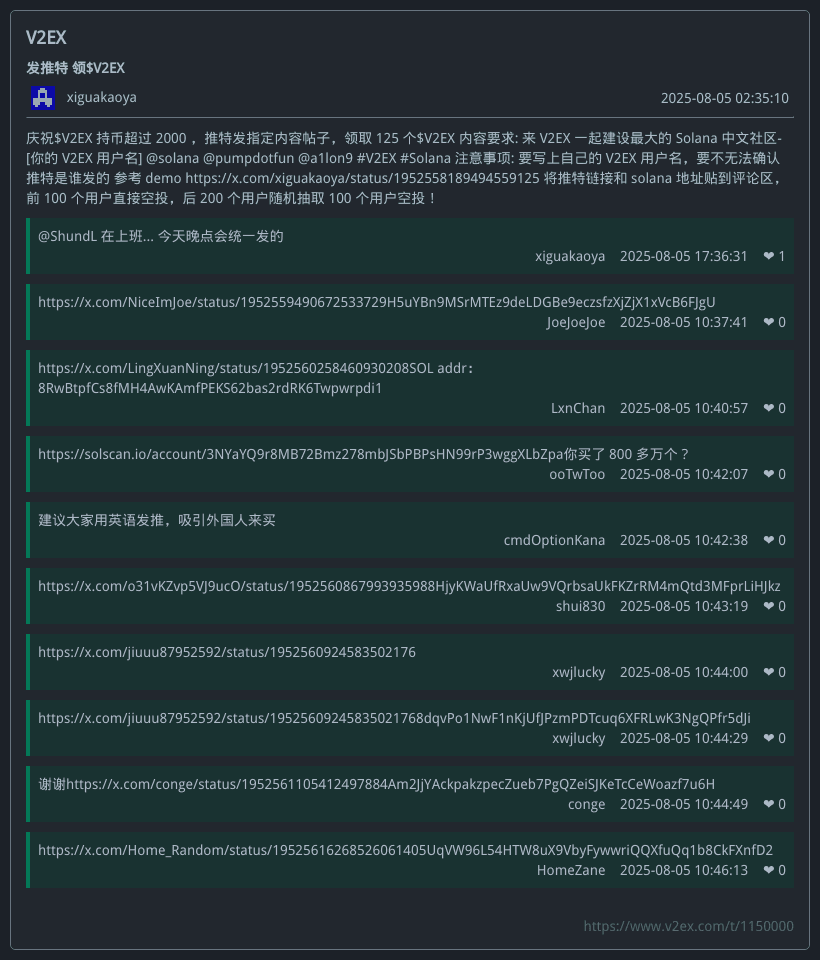 V2EX
发推特 领$V2EX
xiguakaoya 2025-08-05 02:35:10
庆祝$V2EX 持币超过 2000 ，推特发指定内容帖子，领取 125 个$V2EX 内容要求: 来 V2EX 一起建设最大的 Solana 中文社区-
[你的 V2EX 用户名] @solana @pumpdotfun @a1lon9 #V2EX #Solana 注意事项: 要写上自己的 V2EX 用户名，要不无法确认
推特是谁发的 参考 demo https://x.com/xiguakaoya/status/1952558189494559125 将推特链接和 solana 地址贴到评论区，
前 100 个用户直接空投，后 200 个用户随机抽取 100 个用户空投！
@ShundL 在上班... 今天晚点会统一发的
xiguakaoya 2025-08-05 17:36:31 ❤ 1
https://x.com/NiceImJoe/status/1952559490672533729H5uYBn9MSrMTEz9deLDGBe9eczsfzXjZjX1xVcB6FJgU
JoeJoeJoe 2025-08-05 10:37:41 ❤ 0
https://x.com/LingXuanNing/status/1952560258460930208SOL addr：
8RwBtpfCs8fMH4AwKAmfPEKS62bas2rdRK6Twpwrpdi1
LxnChan 2025-08-05 10:40:57 ❤ 0
https://solscan.io/account/3NYaYQ9r8MB72Bmz278mbJSbPBPsHN99rP3wggXLbZpa你买了 800 多万个？
ooTwToo 2025-08-05 10:42:07 ❤ 0
建议大家用英语发推，吸引外国人来买
cmdOptionKana 2025-08-05 10:42:38 ❤ 0
https://x.com/o31vKZvp5VJ9ucO/status/1952560867993935988HjyKWaUfRxaUw9VQrbsaUkFKZrRM4mQtd3MFprLiHJkz
shui830 2025-08-05 10:43:19 ❤ 0
https://x.com/jiuuu87952592/status/1952560924583502176
xwjlucky 2025-08-05 10:44:00 ❤ 0
https://x.com/jiuuu87952592/status/19525609245835021768dqvPo1NwF1nKjUfJPzmPDTcuq6XFRLwK3NgQPfr5dJi
xwjlucky 2025-08-05 10:44:29 ❤ 0
谢谢https://x.com/conge/status/1952561105412497884Am2JjYAckpakzpecZueb7PgQZeiSJKeTcCeWoazf7u6H
conge 2025-08-05 10:44:49 ❤ 0
https://x.com/Home_Random/status/19525616268526061405UqVW96L54HTW8uX9VbyFywwriQQXfuQq1b8CkFXnfD2
HomeZane 2025-08-05 10:46:13 ❤ 0
https://www.v2ex.com/t/1150000